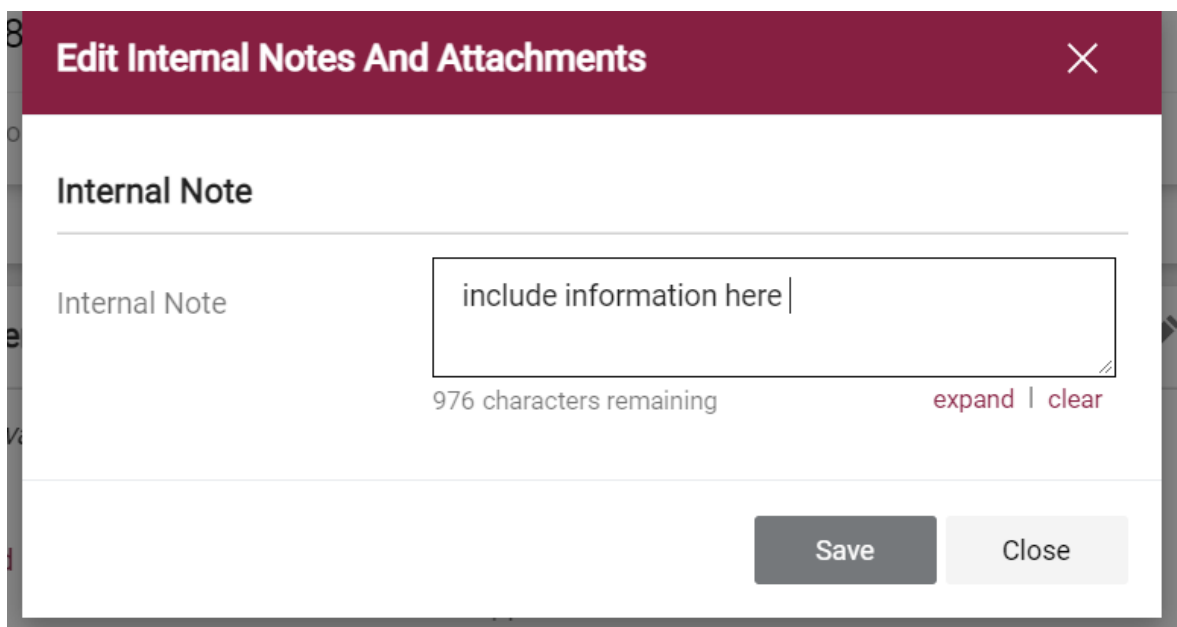 8
Edit Internal Notes And Attachments
Internal Note
Internal Note
include information here
976 characters remaining
expand | clear
Save
Close